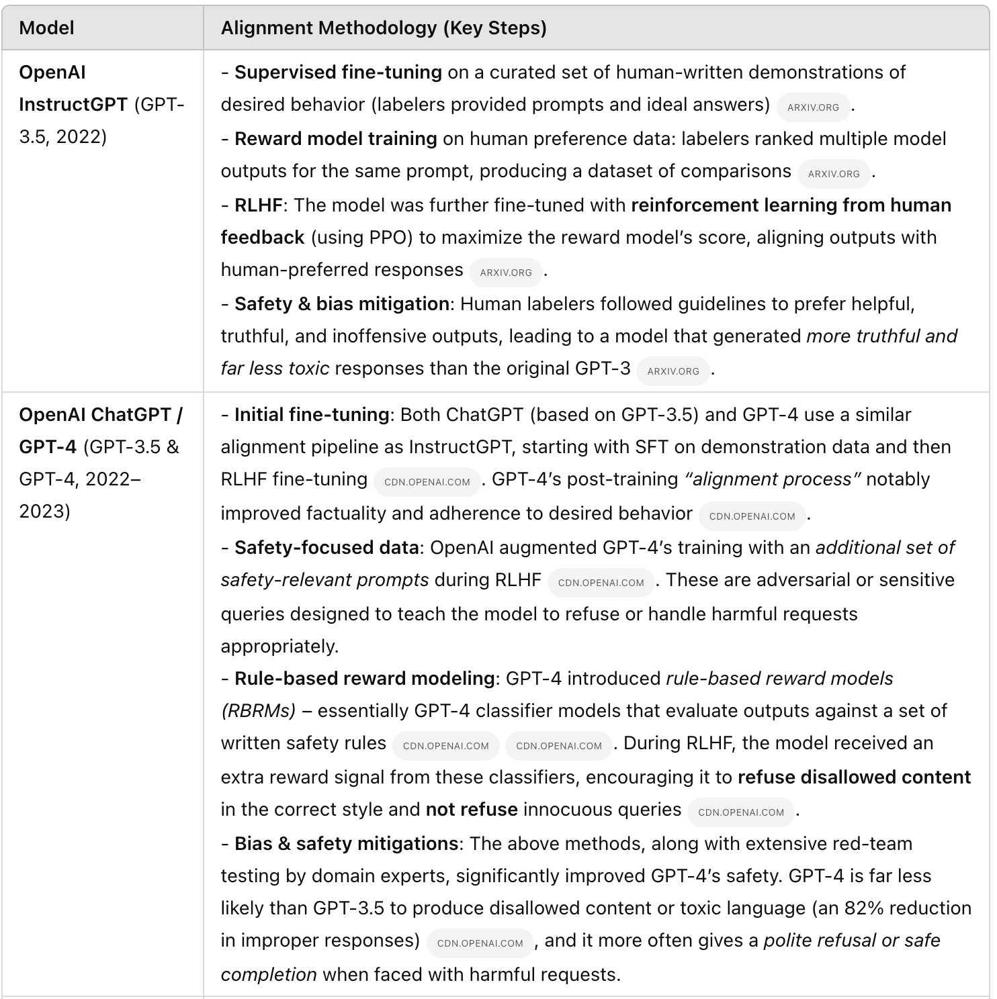 Model
Alignment Methodology (Key Steps)
OpenAI
InstructGPT (GPT-
3.5, 2022)
- Supervised fine-tuning on a curated set of human-written demonstrations of
desired behavior (labelers provided prompts and ideal answers) ARXIV.ORG .
- Reward model training on human preference data: labelers ranked multiple model
outputs for the same prompt, producing a dataset of comparisons ARXIV.ORG .
- RLHF: The model was further fine-tuned with reinforcement learning from human
feedback (using PPO) to maximize the reward model’s score, aligning outputs with
human-preferred responses ARXIV.ORG .
- Safety & bias mitigation: Human labelers followed guidelines to prefer helpful,
truthful, and inoffensive outputs, leading to a model that generated more truthful and
far less toxic responses than the original GPT-3 ARXIV.ORG .
OpenAI ChatGPT /
GPT-4 (GPT-3.5 &
GPT-4, 2022–
2023)
- Initial fine-tuning: Both ChatGPT (based on GPT-3.5) and GPT-4 use a similar
alignment pipeline as InstructGPT, starting with SFT on demonstration data and then
RLHF fine-tuning CDN.OPENAI.COM . GPT-4’s post-training “alignment process” notably
improved factuality and adherence to desired behavior CDN.OPENAI.COM .
- Safety-focused data: OpenAI augmented GPT-4’s training with an additional set of
safety-relevant prompts during RLHF CDN.OPENAI.COM . These are adversarial or sensitive
queries designed to teach the model to refuse or handle harmful requests
appropriately.
- Rule-based reward modeling: GPT-4 introduced rule-based reward models
(RBRMs) – essentially GPT-4 classifier models that evaluate outputs against a set of
written safety rules CDN.OPENAI.COM CDN.OPENAI.COM . During RLHF, the model received an
extra reward signal from these classifiers, encouraging it to refuse disallowed content
in the correct style and not refuse innocuous queries CDN.OPENAI.COM .
- Bias & safety mitigations: The above methods, along with extensive red-team
testing by domain experts, significantly improved GPT-4’s safety. GPT-4 is far less
likely than GPT-3.5 to produce disallowed content or toxic language (an 82% reduction
in improper responses) CDN.OPENAI.COM , and it more often gives a polite refusal or safe
completion when faced with harmful requests.